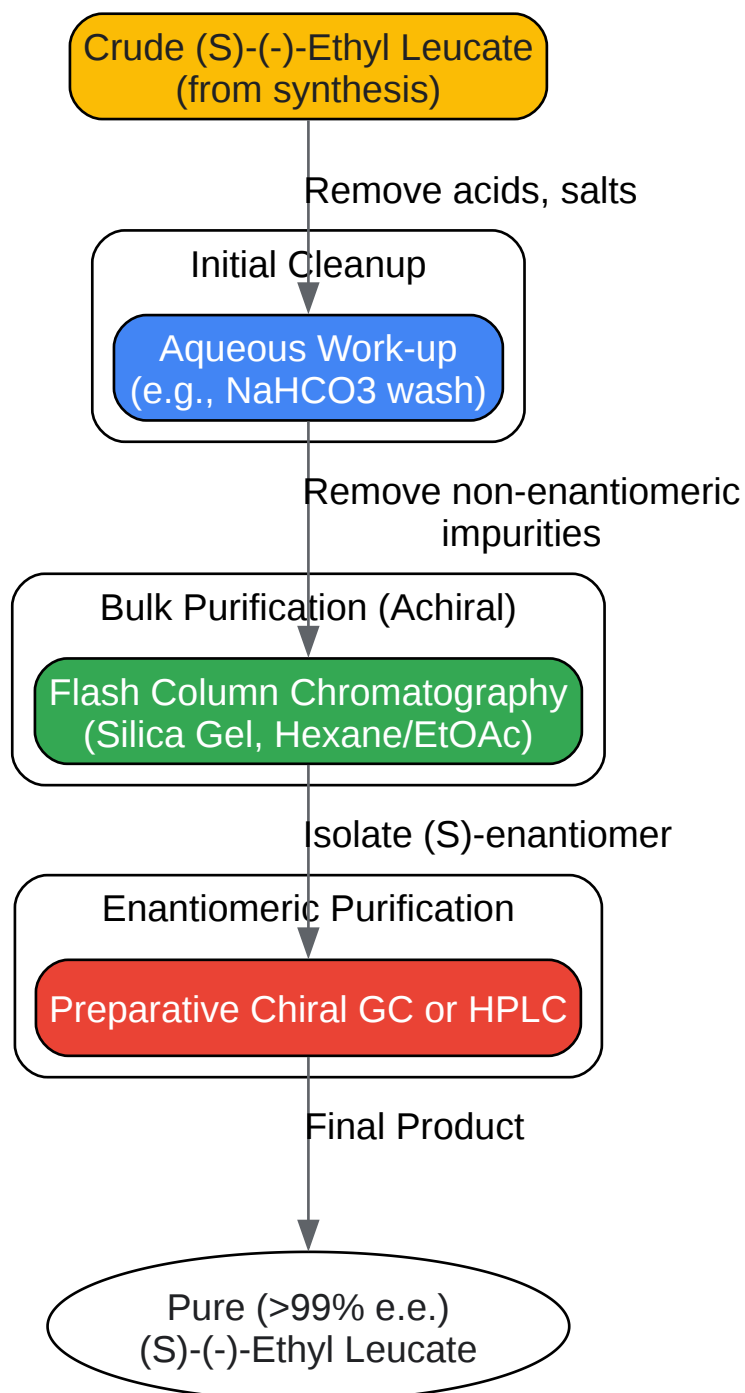 Crude (S)-(-)-Ethyl Leucate
(from synthesis)
Remove acids, salts
Initial Cleanup
Aqueous Work-up
(e.g., NaHCO3 wash)
Remove non-enantiomeric
impurities
Bulk Purification (Achiral)
Flash Column Chromatography
(Silica Gel, Hexane/EtOAc)
Isolate (S)-enantiomer
Enantiomeric Purification
Preparative Chiral GC or HPLC
Final Product
Pure (>99% e.e.)
(S)-(-)-Ethyl Leucate